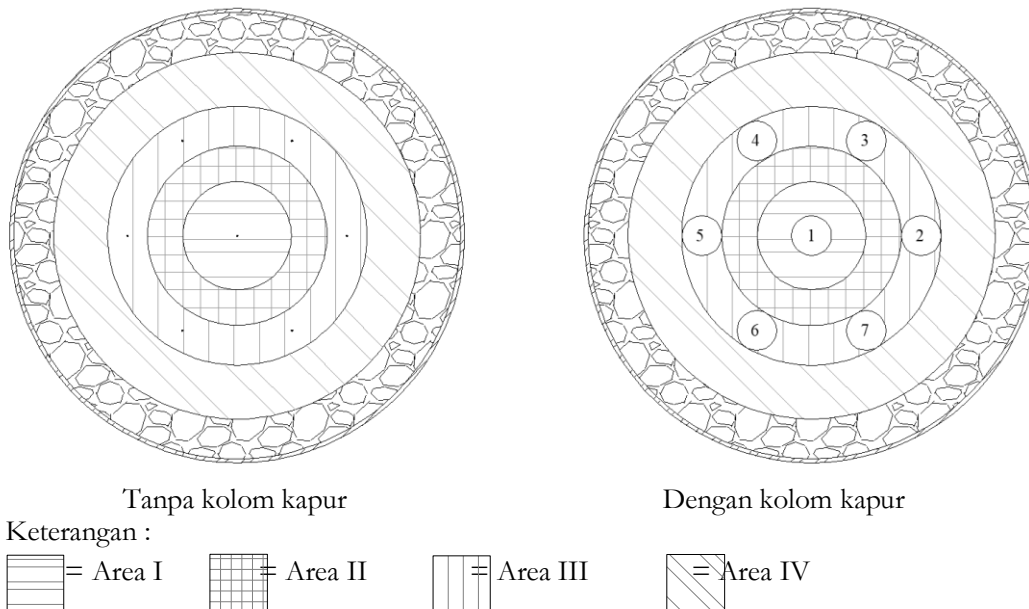 4 3
5 1 2
6 7
Tanpa kolom kapur Dengan kolom kapur
Keterangan :
= Area I = Area II = Area III = Area IV